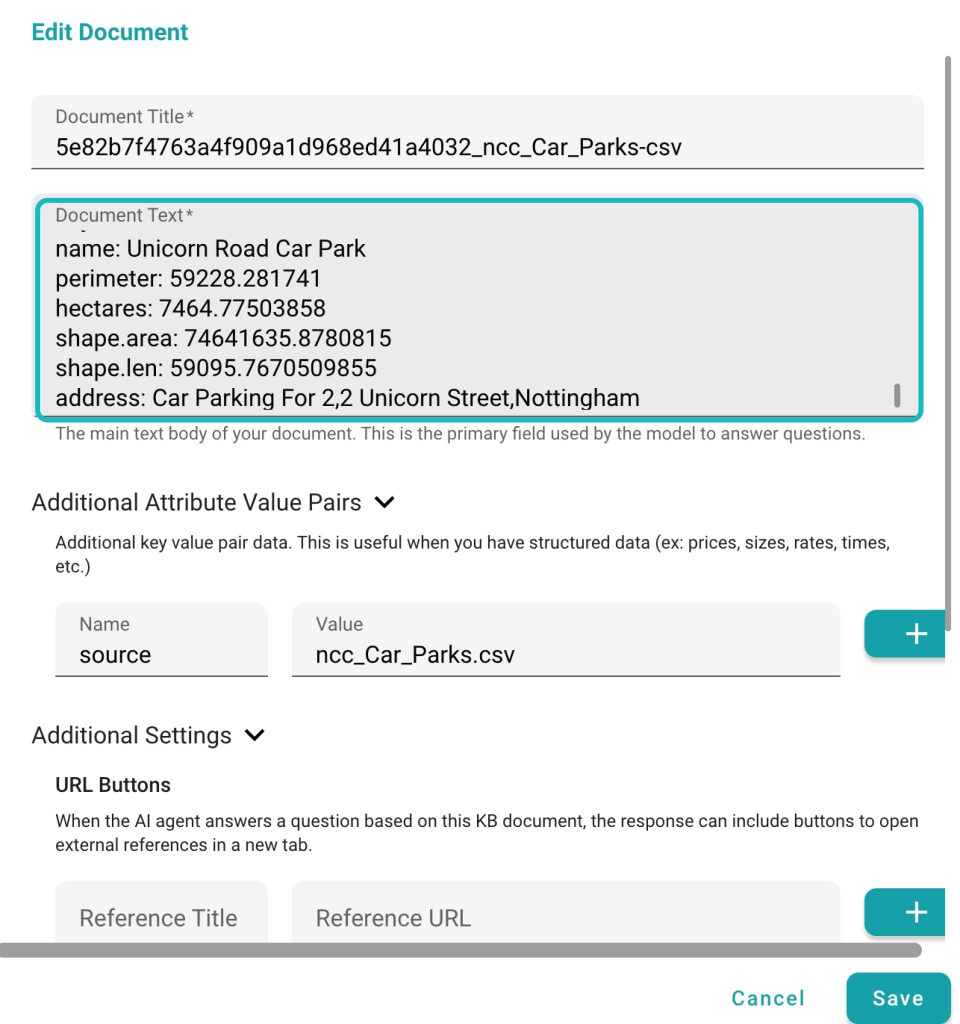 Edit Document
Document Title*
5e82b7f4763a4f909a1d968ed41a4032_ncc_Car_Parks-csv
Document Text*
name: Unicorn Road Car Park
perimeter: 59228.281741
hectares: 7464.77503858
shape.area: 74641635.8780815
shape.len: 59095.7670509855
address: Car Parking For 2,2 Unicorn Street,Nottingham
The main text body of your document. This is the primary field used by the model to answer questions.
Additional Attribute Value Pairs
Additional key value pair data. This is useful when you have structured data (ex: prices, sizes, rates, times,
etc.)
Name
source
Value
ncc_Car_Parks.csv
+
Additional Settings
URL Buttons
When the AI agent answers a question based on this KB document, the response can include buttons to open
external references in a new tab.
Reference Title
Reference URL
+
Cancel
Save